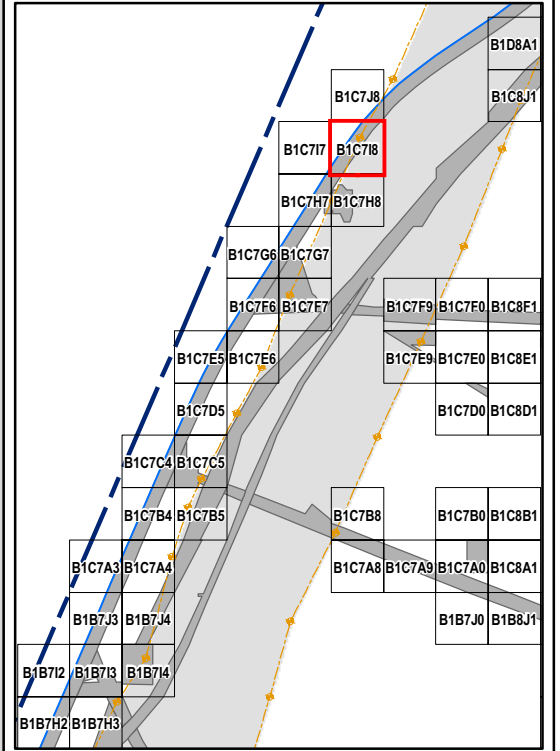 B1D8A1
B1C7J8 B1C8J1
B1C7I7 B1C7I8
B1C7H7 B1C7H8
B1C7G6 B1C7G7
B1C7F6 B1C7F7 B1C7F9 B1C7F0 B1C8F1
B1C7E5 B1C7E6 B1C7E9 B1C7E0 B1C8E1
B1C7D5 B1C7D0 B1C8D1
B1C7C4 B1C7C5
B1C7B4 B1C7B5 B1C7B8 B1C7B0 B1C8B1
B1C7A3 B1C7A4 B1C7A8 B1C7A9 B1C7A0 B1C8A1
B1B7J3 B1B7J4 B1B7J0 B1B8J1
B1B7I2 B1B7I3 B1B7I4
B1B7H2 B1B7H3